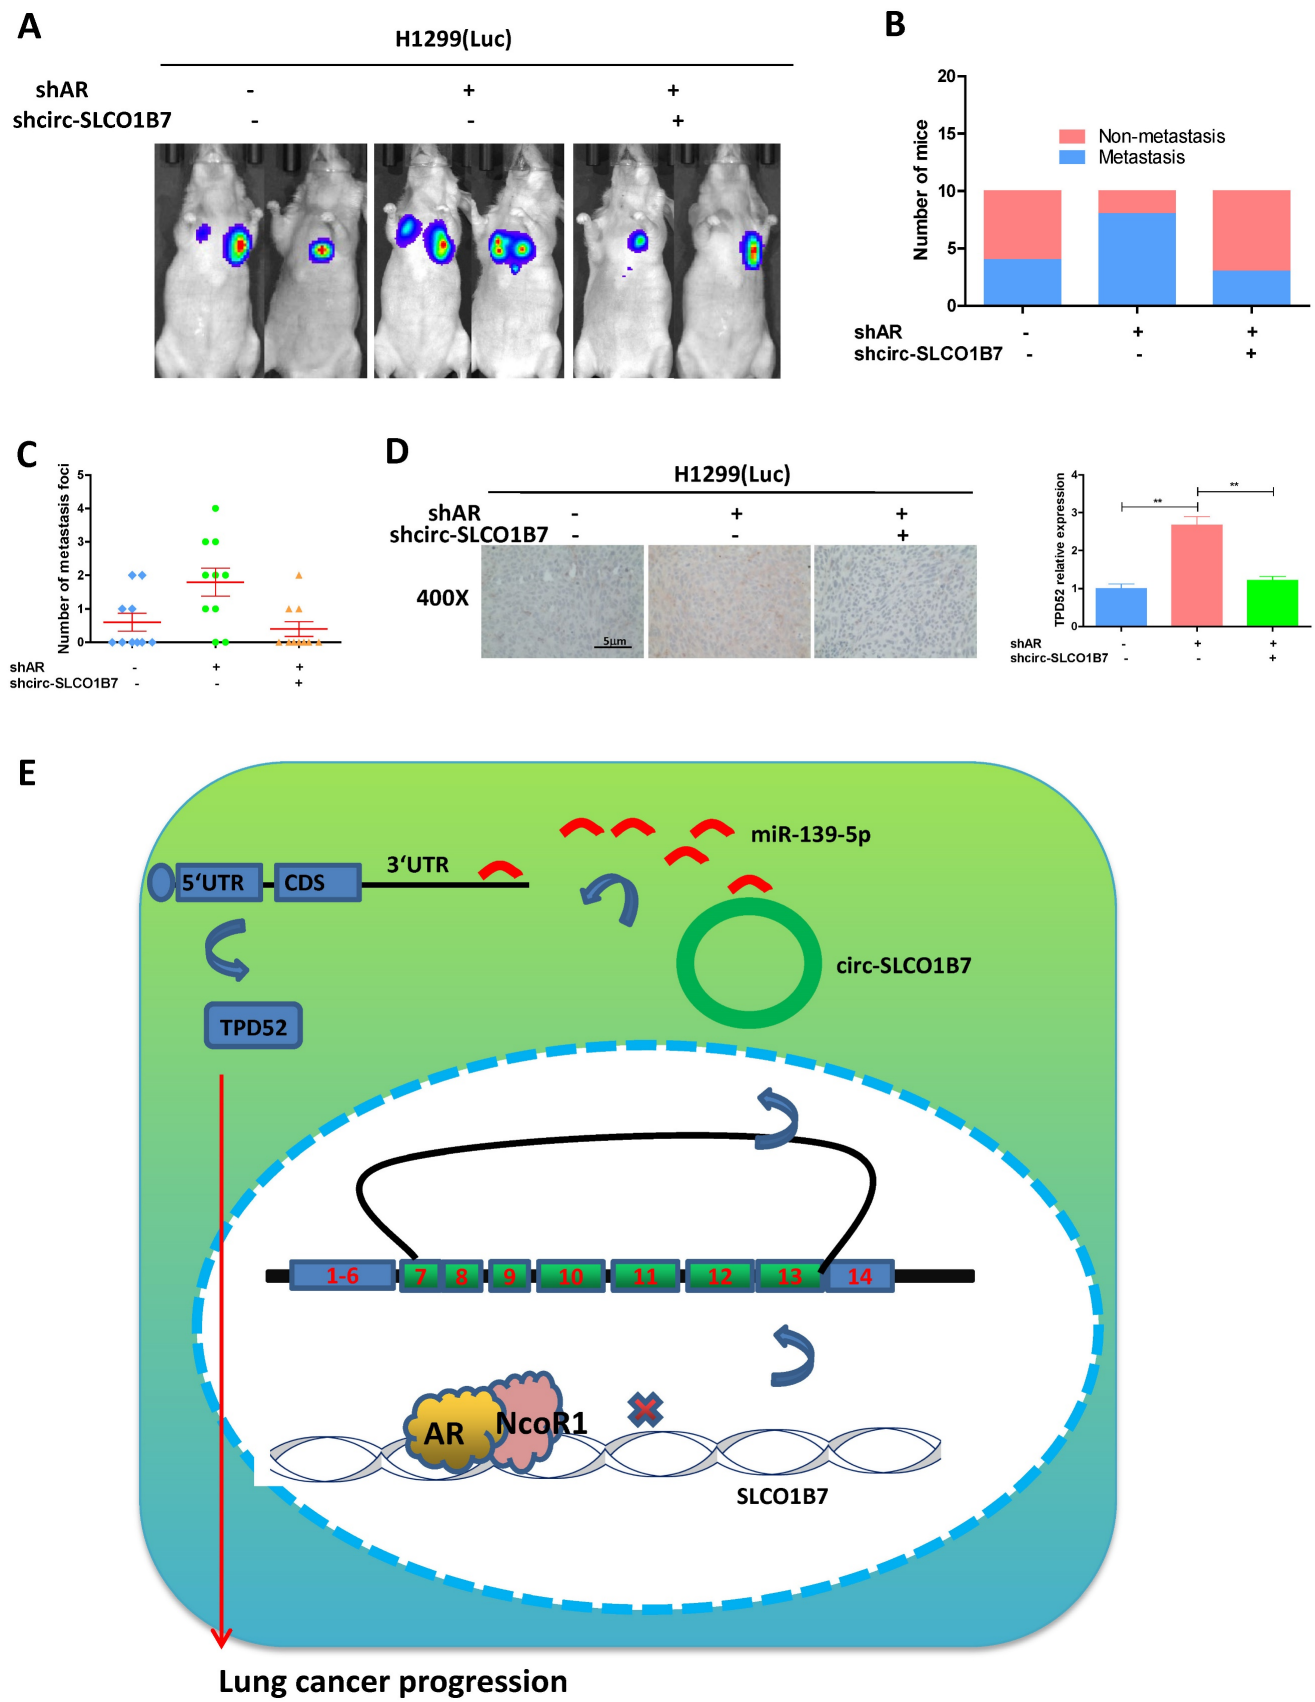 A
H1299(Luc)
shAR - + +
shcirc-SLCO1B7 - - +
B
20
15
10
5
0
Number of mice
Non-metastasis
Metastasis
shAR - + +
shcirc-SLCO1B7 - - +
C
5
4
3
2
1
0
Number of metastasis foci
shAR - + +
shcirc-SLCO1B7 - - +
D
H1299(Luc)
shAR - + +
shcirc-SLCO1B7 - - +
400X
5μm
4
3
2
1
0
TPD52 relative expression
** **
shAR - + +
shcirc-SLCO1B7 - - +
E
miR-139-5p
5‘UTR CDS 3‘UTR
circ-SLCO1B7
TPD52
1-6 7 8 9 10 11 12 13 14
AR NcoR1
SLCO1B7
Lung cancer progression